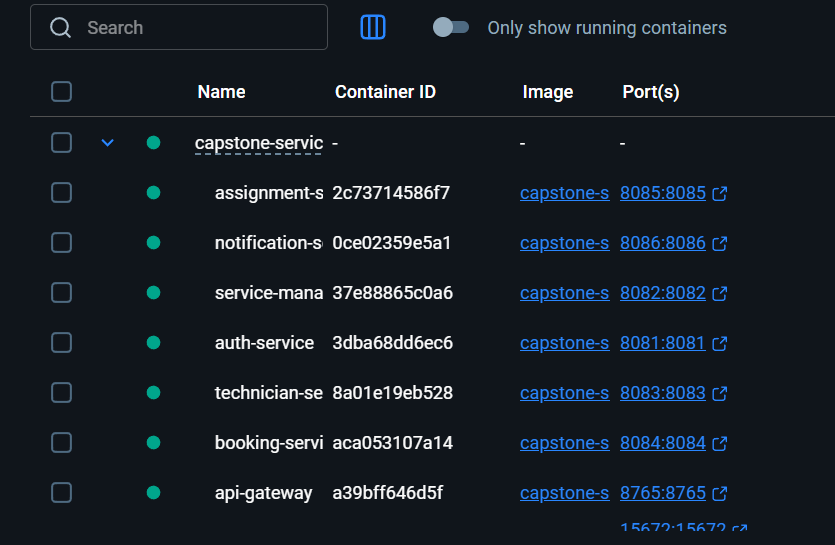 Search
Only show running containers
Name Container ID Image Port(s)
capstone-servic - - -
assignment-s 2c73714586f7 capstone-s 8085:8085
notification-s 0ce02359e5a1 capstone-s 8086:8086
service-mana 37e88865c0a6 capstone-s 8082:8082
auth-service 3dba68dd6ec6 capstone-s 8081:8081
technician-se 8a01e19eb528 capstone-s 8083:8083
booking-servi aca053107a14 capstone-s 8084:8084
api-gateway a39bff646d5f capstone-s 8765:8765
15672:15672